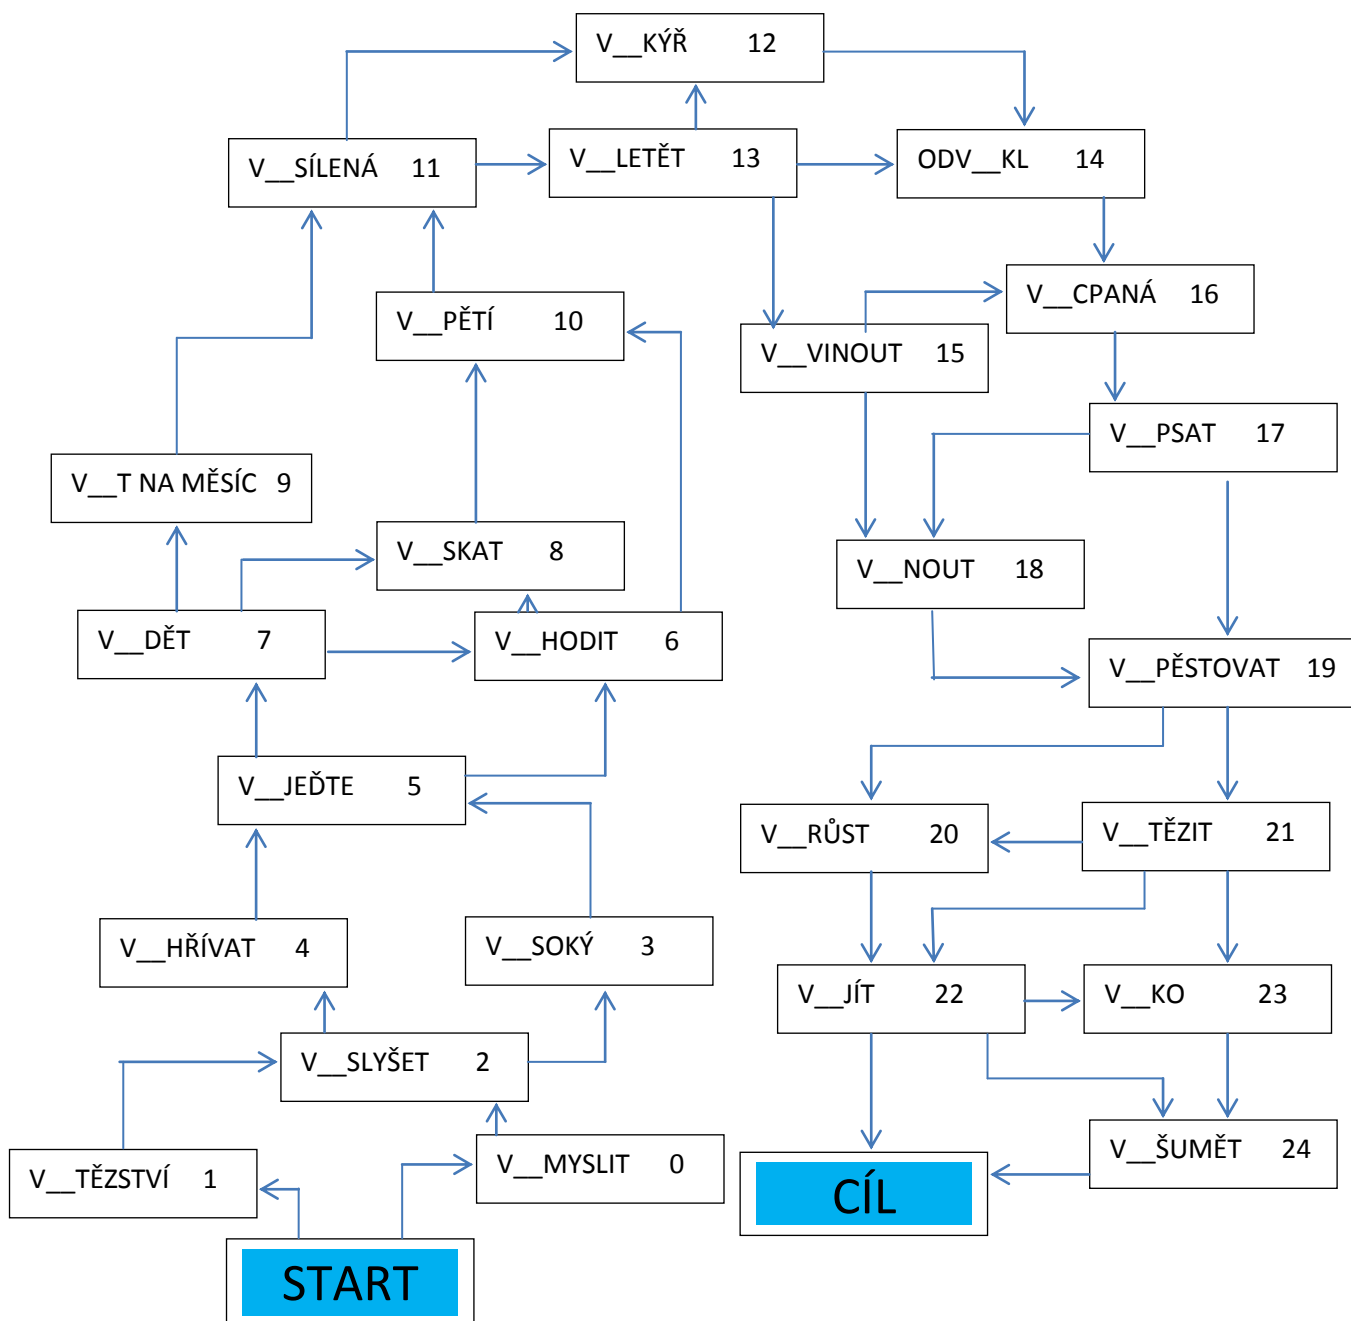 V__KÝŘ 12
V__SÍLENÁ 11
V__LETĚT 13
ODV__KL 14
V__CPANÁ 16
V__PĚTÍ 10
V__VINOUT 15
V__PSAT 17
V__T NA MĚSÍC 9
V__SKAT 8
V__NOUT 18
V__DĚT 7
V__HODIT 6
V__PĚSTOVAT 19
V__JEĎTE 5
V__RŮST 20
V__TĚZIT 21
V__HŘÍVAT 4
V__SOKÝ 3
V__JÍT 22
V__KO 23
V__SLYŠET 2
V__ŠUMĚT 24
V__TĚZSTVÍ 1
V__MYSLIT 0
CÍL
START